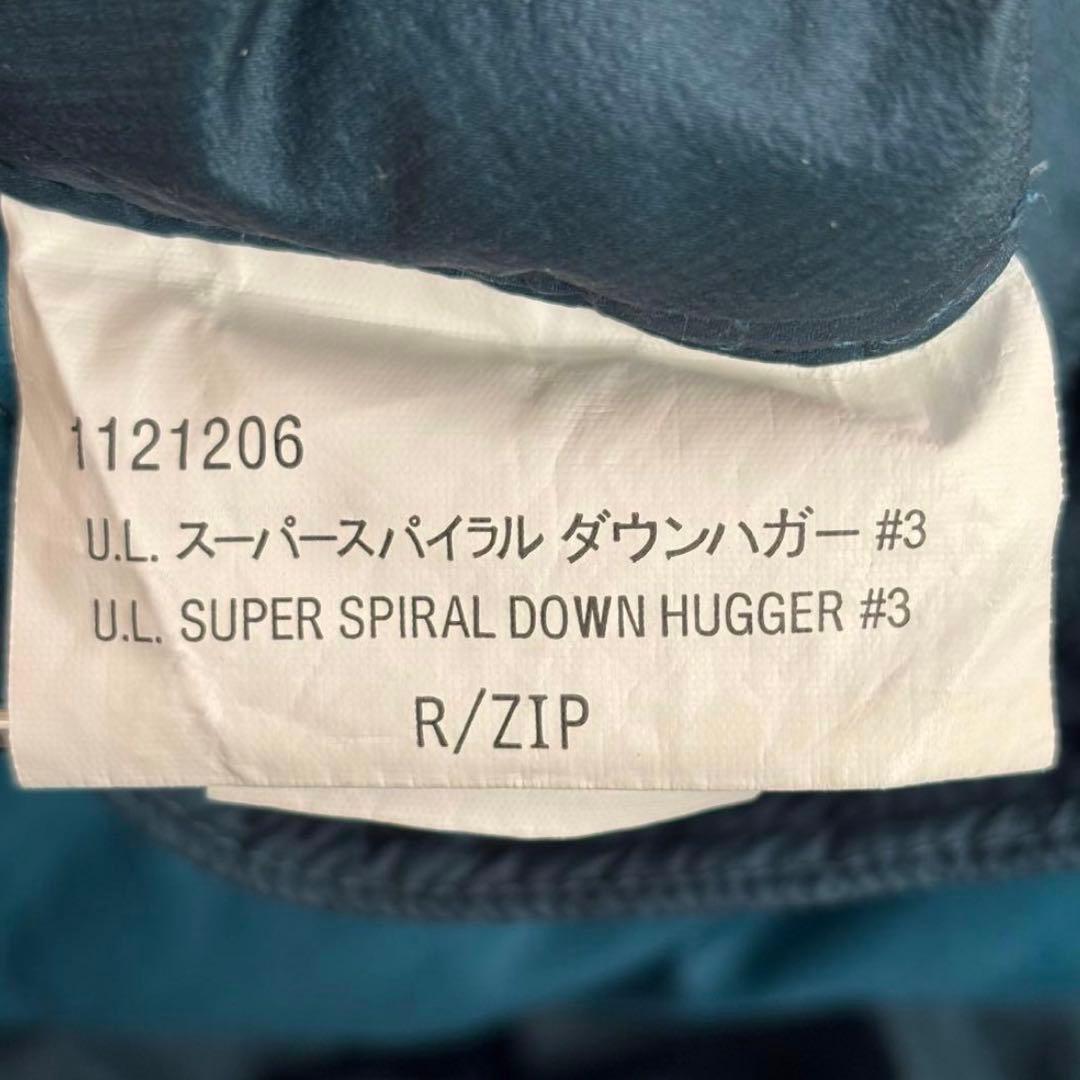 1121206
U.L. スーパースパイラル ダウンハガー #3
U.L. SUPER SPIRAL DOWN HUGGER #3
R/ZIP